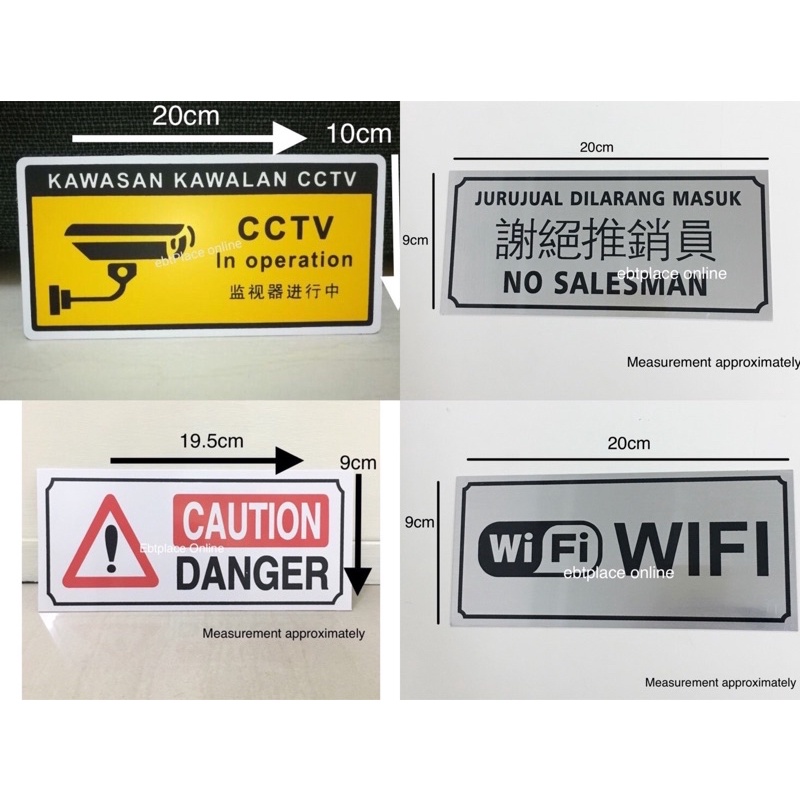 20cm
10cm
KAWASAN KAWALAN CCTV
CCTV
In operation
监视器进行中
ebtplace online
20cm
9cm
JURUJUAL DILARANG MASUK
謝絕推銷員
NO SALESMAN
ebtplace online
Measurement approximately
19.5cm
9cm
CAUTION
DANGER
Ebtplace Online
Measurement approximately
20cm
9cm
Wi Fi WIFI
ebtplace online
Measurement approximately